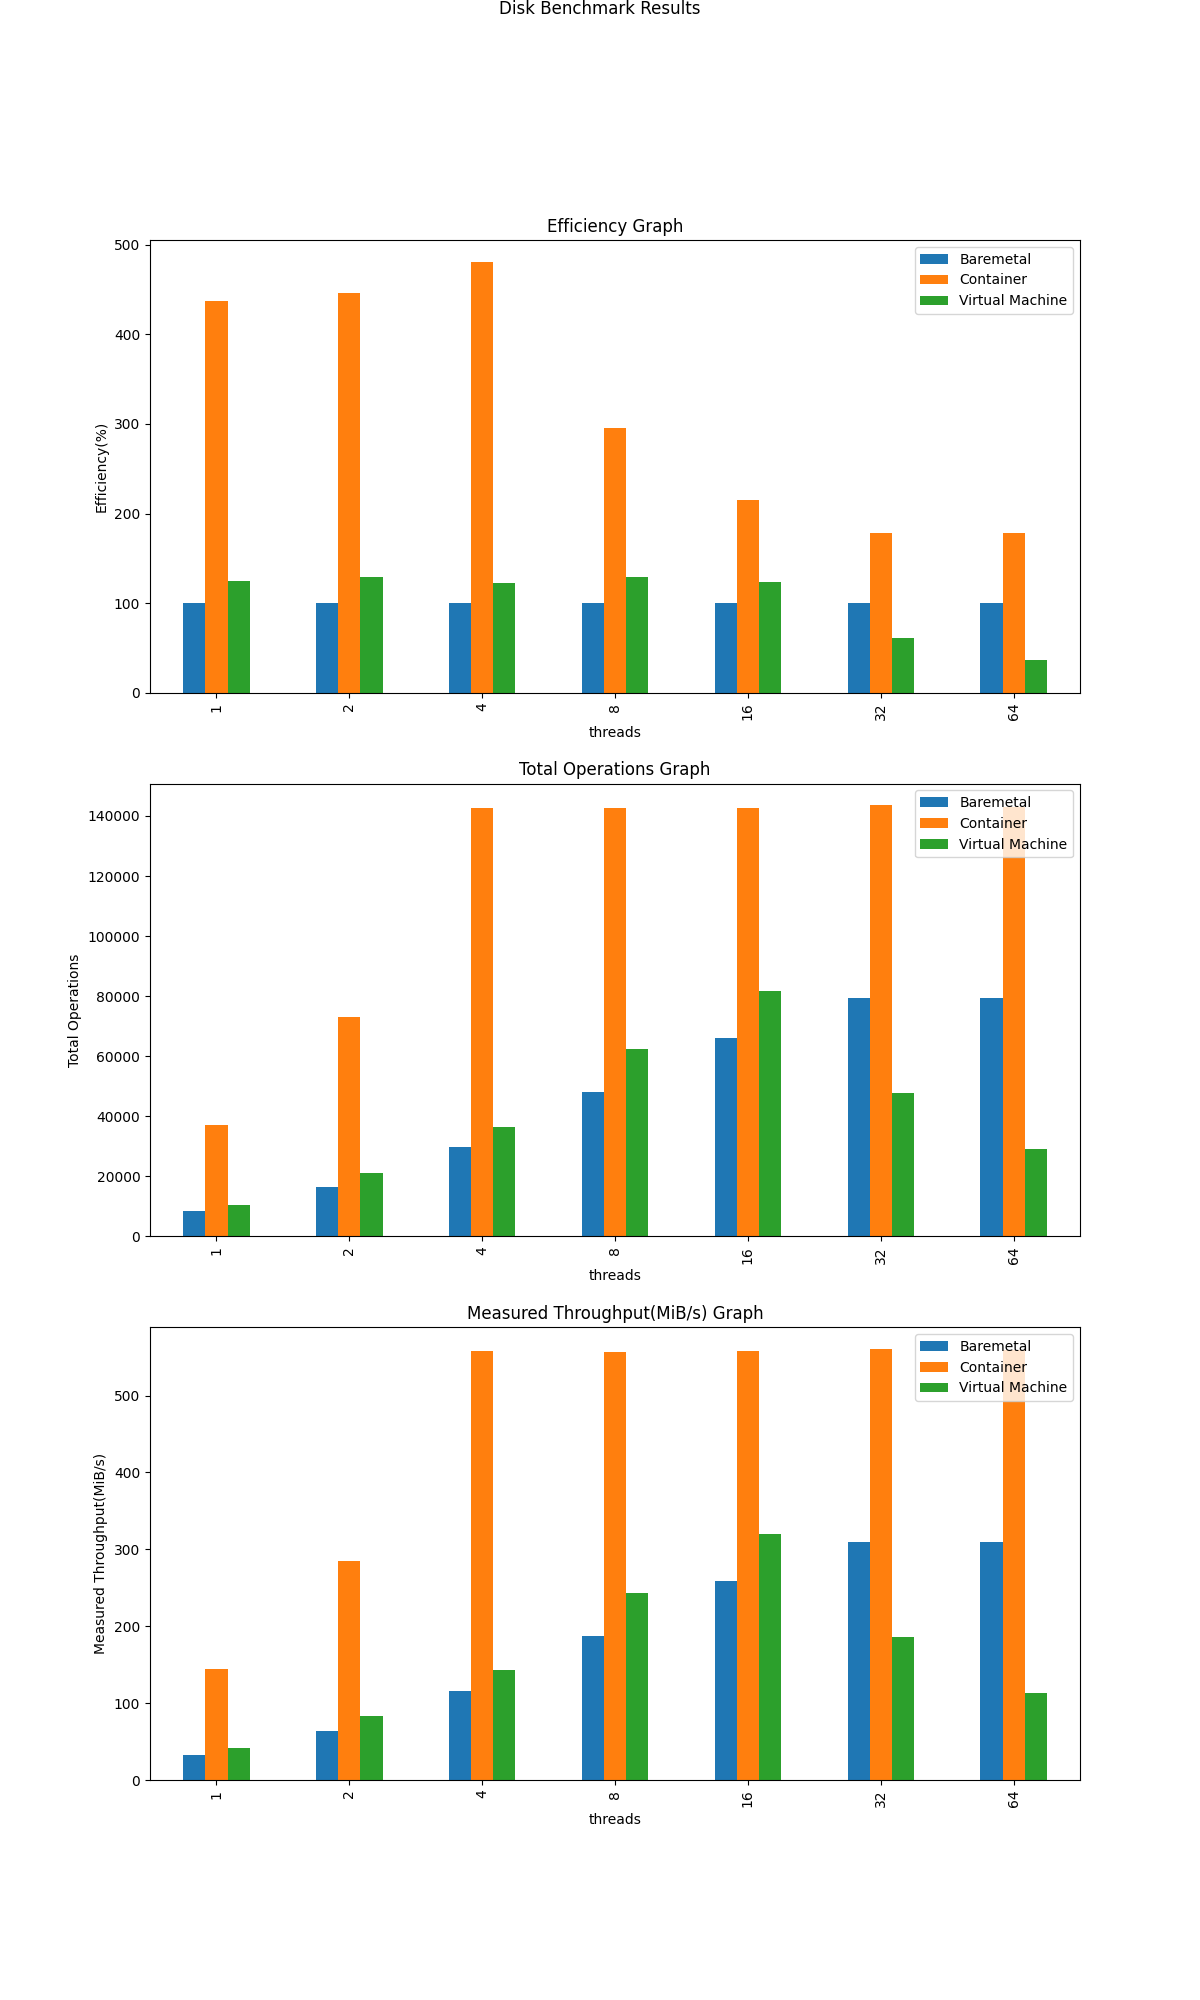 Disk Benchmark Results
Efficiency Graph
500
400
300
200
100
0
Efficiency(%)
Baremetal
Container
Virtual Machine
1 2 4 8 16 32 64
threads
Total Operations Graph
140000
120000
100000
80000
60000
40000
20000
0
Total Operations
Baremetal
Container
Virtual Machine
1 2 4 8 16 32 64
threads
Measured Throughput(MiB/s) Graph
500
400
300
200
100
0
Measured Throughput(MiB/s)
Baremetal
Container
Virtual Machine
1 2 4 8 16 32 64
threads